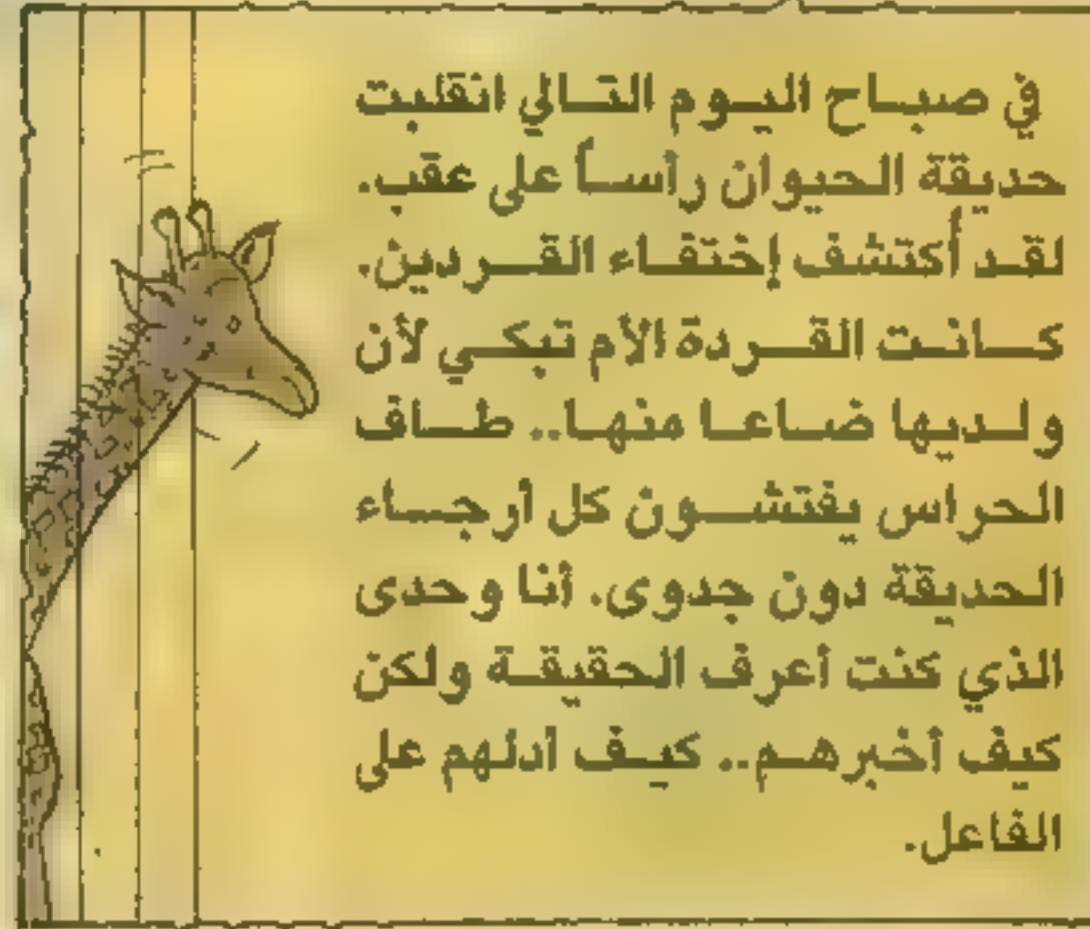 في صباح اليوم التالي انقلبت
حديقة الحيوان رأساً على عقب.
لقد أكتشف إختفاء القردين.
كانت القردة الأم تبكي لأن
ولديها ضاعا منها.. طاف
الحراس يفتشون كل أرجاء
الحديقة دون جدوى. أنا وحدى
الذي كنت أعرف الحقيقة ولكن
كيف أخبرهم.. كيف أدلهم على
الفاعل.